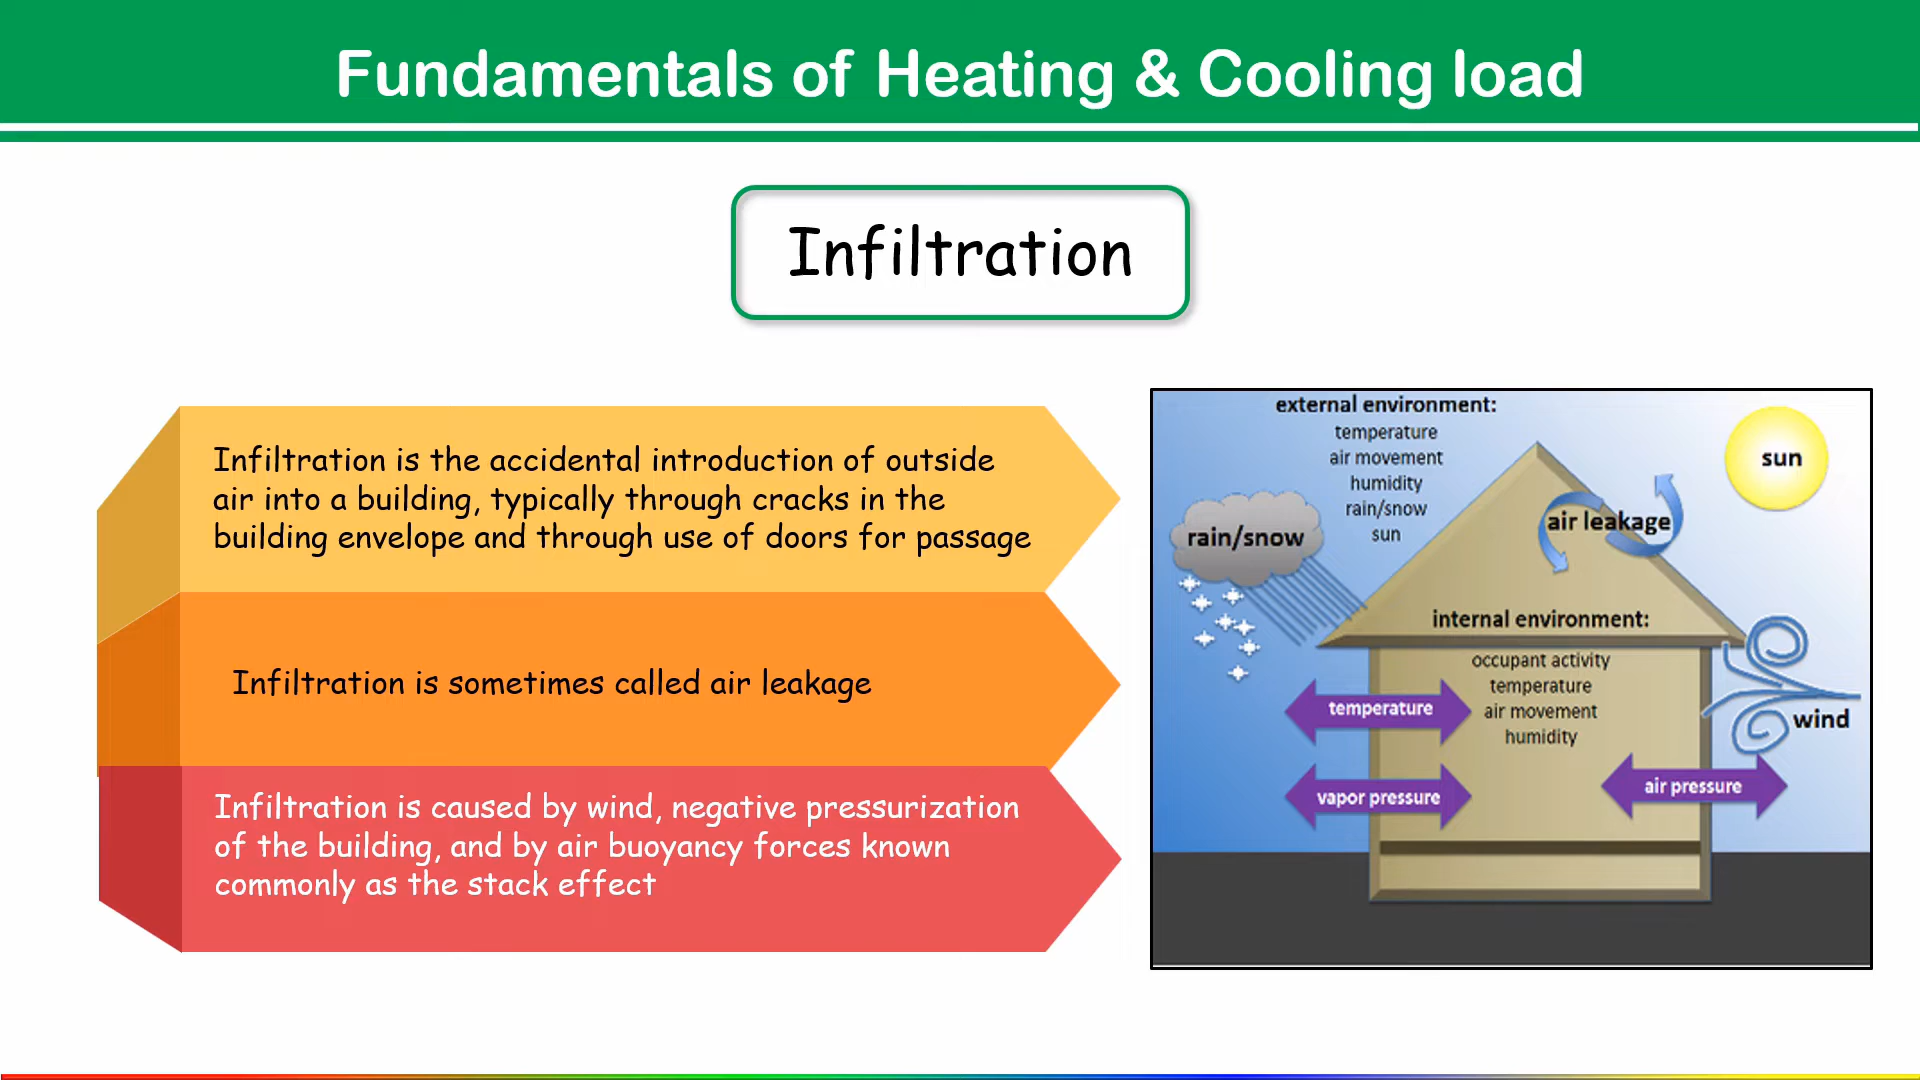 Fundamentals of Heating & Cooling load
Infiltration
Infiltration is the accidental introduction of outside
air into a building, typically through cracks in the
building envelope and through use of doors for passage
Infiltration is sometimes called air leakage
Infiltration is caused by wind, negative pressurization
of the building, and by air buoyancy forces known
commonly as the stack effect
external environment:
temperature
air movement
humidity
rain/snow
sun
sun
rain/snow
air leakage
internal environment:
occupant activity
temperature
air movement
humidity
temperature
wind
vapor pressure
air pressure